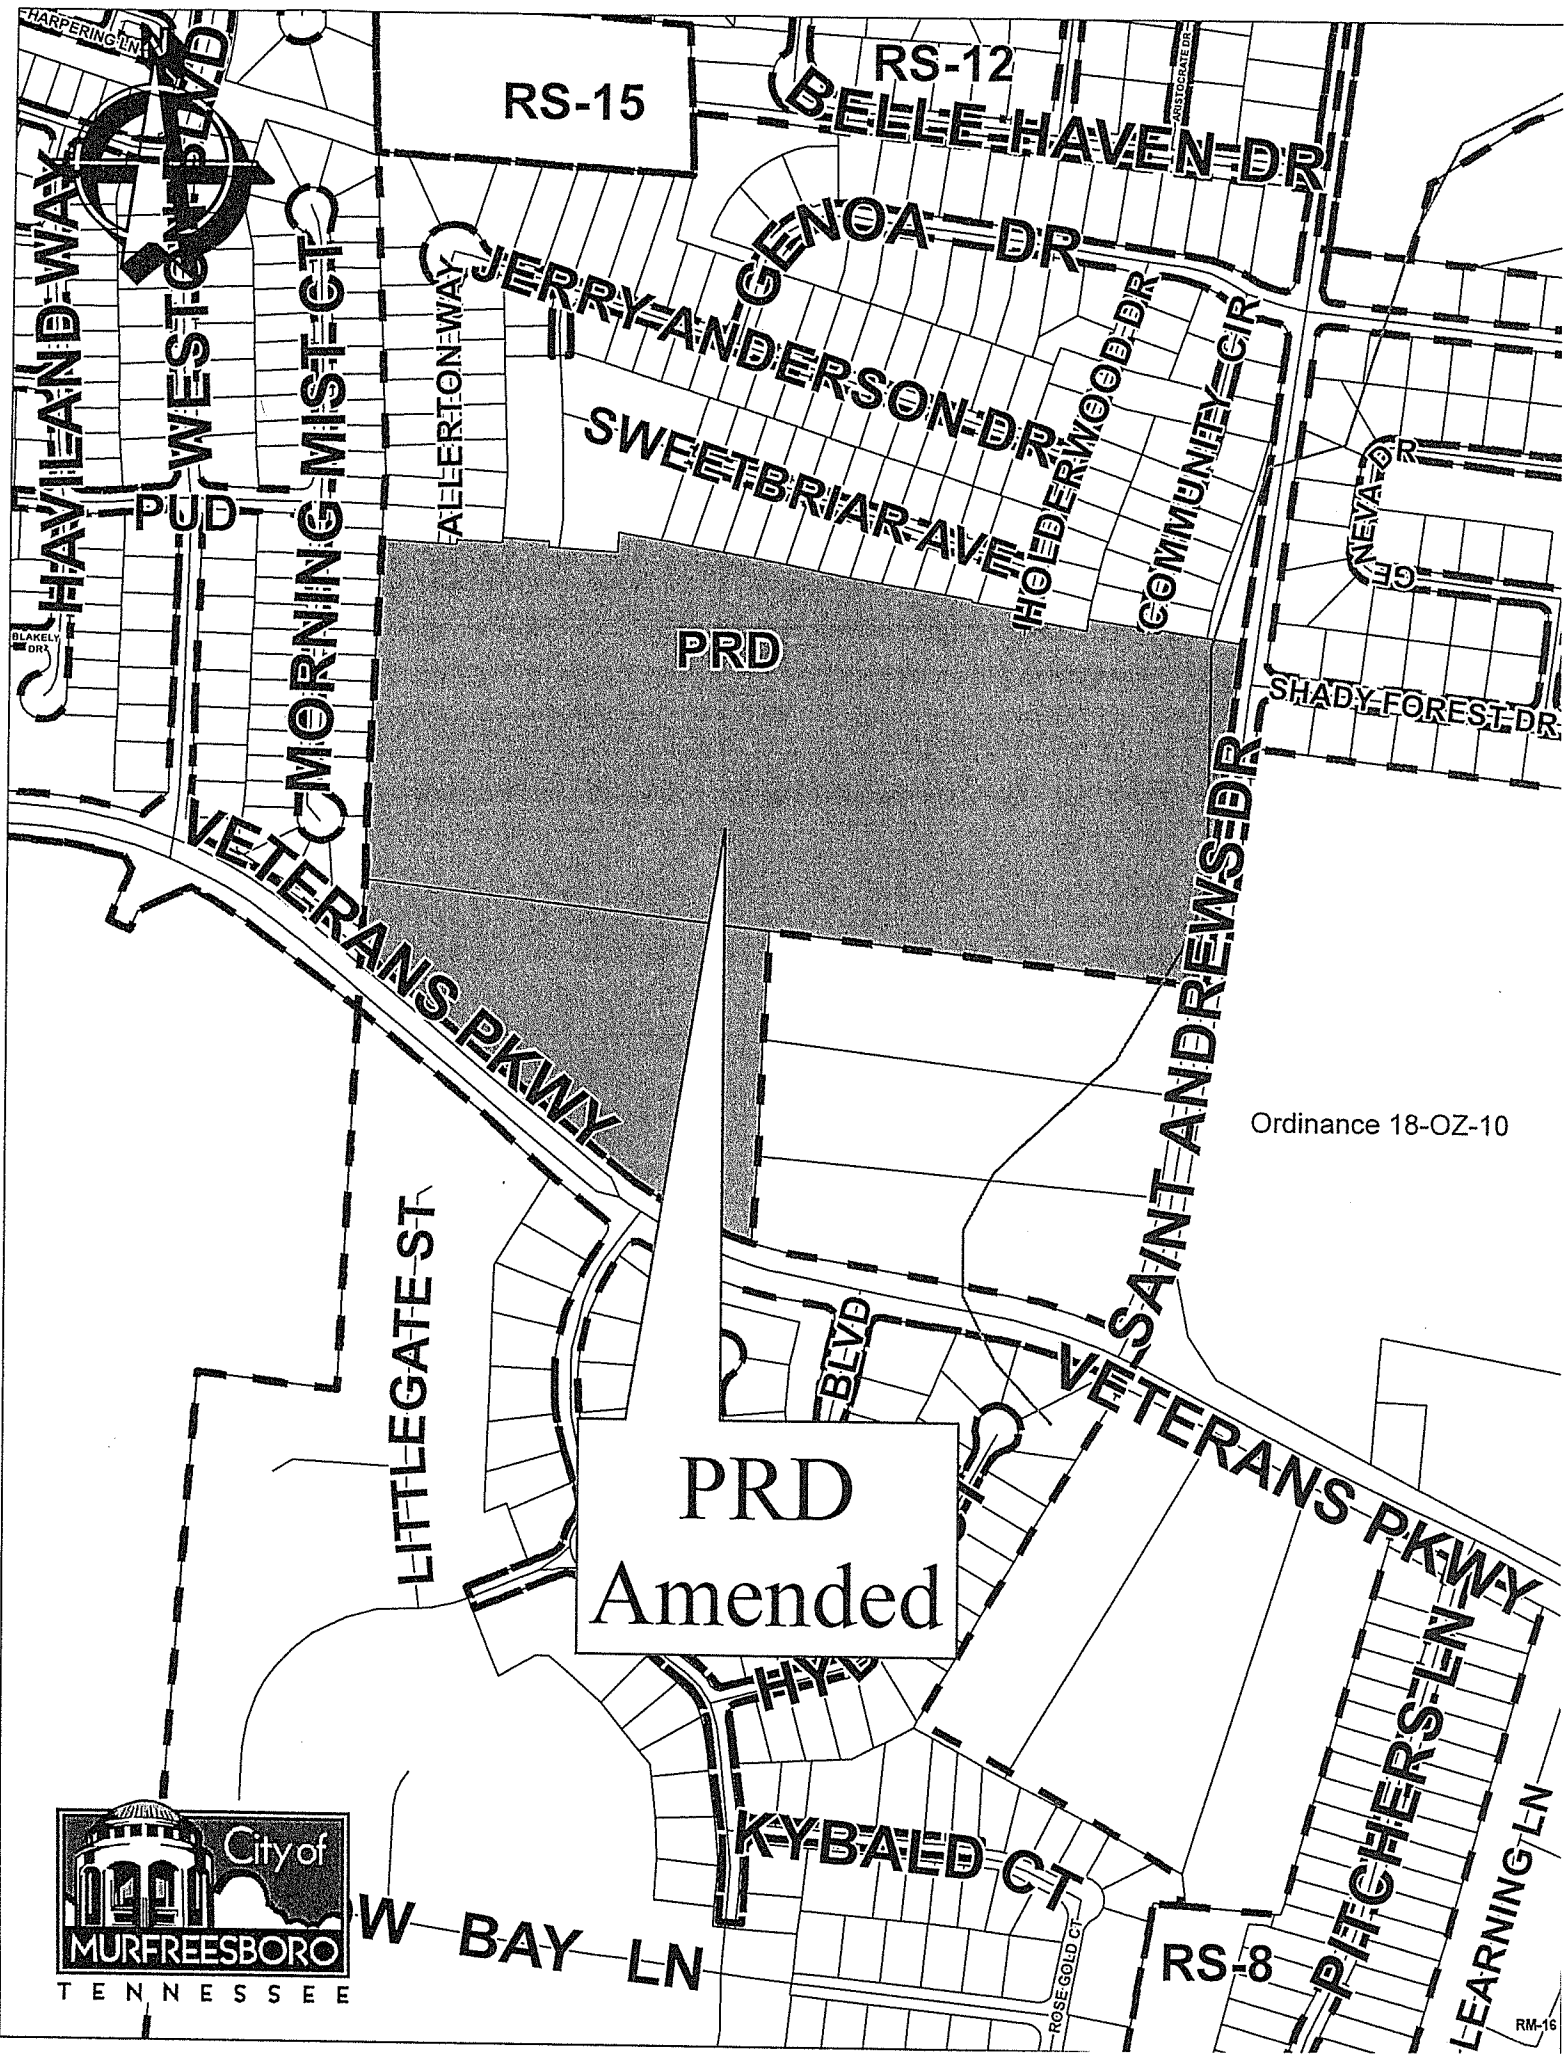 HARPERING LN
N
BLVD
RS-15
RS-12
ARISTOCRATE DR
BELLE HAVEN DR
HAVILAND WAY
MORNING MIST CT
GENOA DR
ALLERTON WAY
JERRY ANDERSON DR
SWEETBRIAR AVE
HOLDERWOOD DR
COMMUNITY CIR
GENEVA DR
PUD
BLAKELY DR
PRD
SHADY FOREST DR
VETERANS PKWY
SAINT ANDREWS DR
Ordinance 18-OZ-10
LITTLEGATE ST
BLVD
VETERANS PKWY
PRD
Amended
PITCHERS LN
LEARNING LN
KYBALD CT
City of
MURFREESBORO
TENNESSEE
W BAY LN
ROSE GOLD CT
RS-8
RM-16